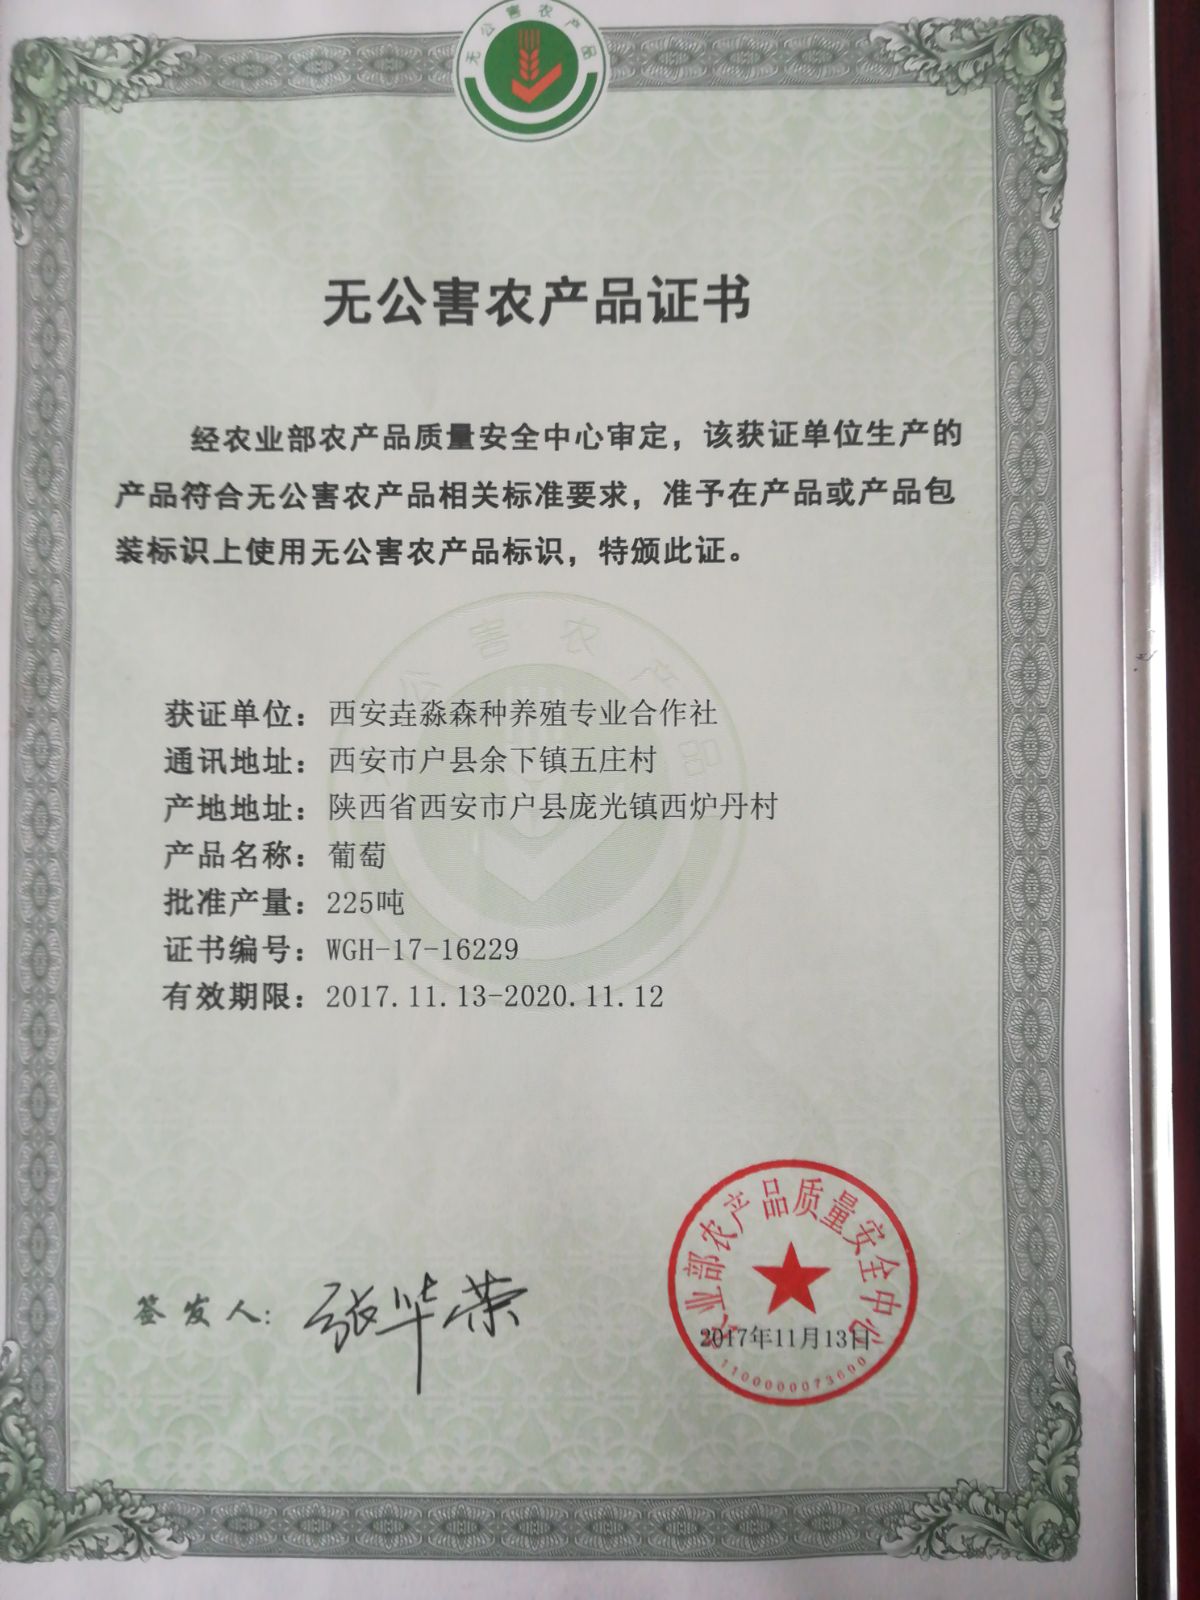 无公害农产品
无公害农产品证书
经农业部农产品质量安全中心审定，该获证单位生产的
产品符合无公害农产品相关标准要求，准予在产品或产品包
装标识上使用无公害农产品标识，特颁此证。
害农产品
获证单位：西安垚淼森种养殖专业合作社
通讯地址：西安市户县余下镇五庄村
产地地址：陕西省西安市户县庞光镇西炉丹村
产品名称：葡萄
批准产量：225吨
证书编号：WGH-17-16229
有效期限：2017.11.13-2020.11.12
签发人：张华荣
农业部农产品质量安全中心
2017年11月13日
1100000073690